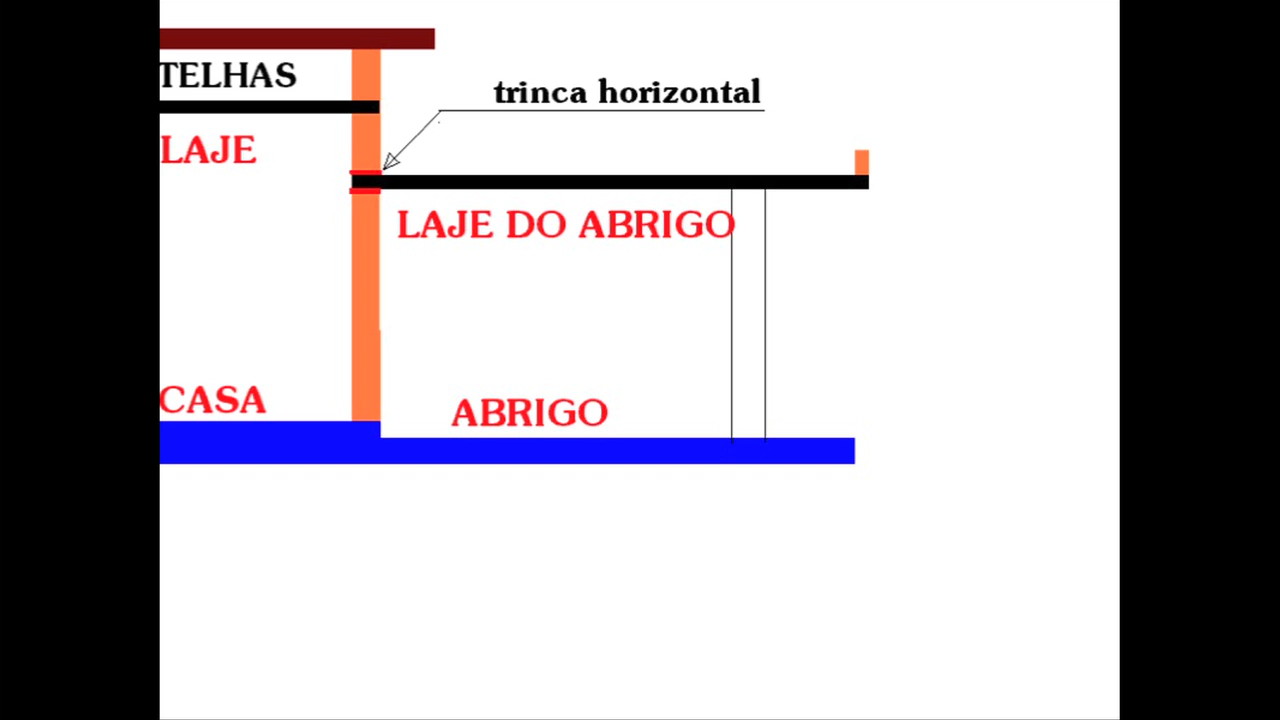 TELHAS
trinca horizontal
LAJE
LAJE DO ABRIGO
CASA
ABRIGO